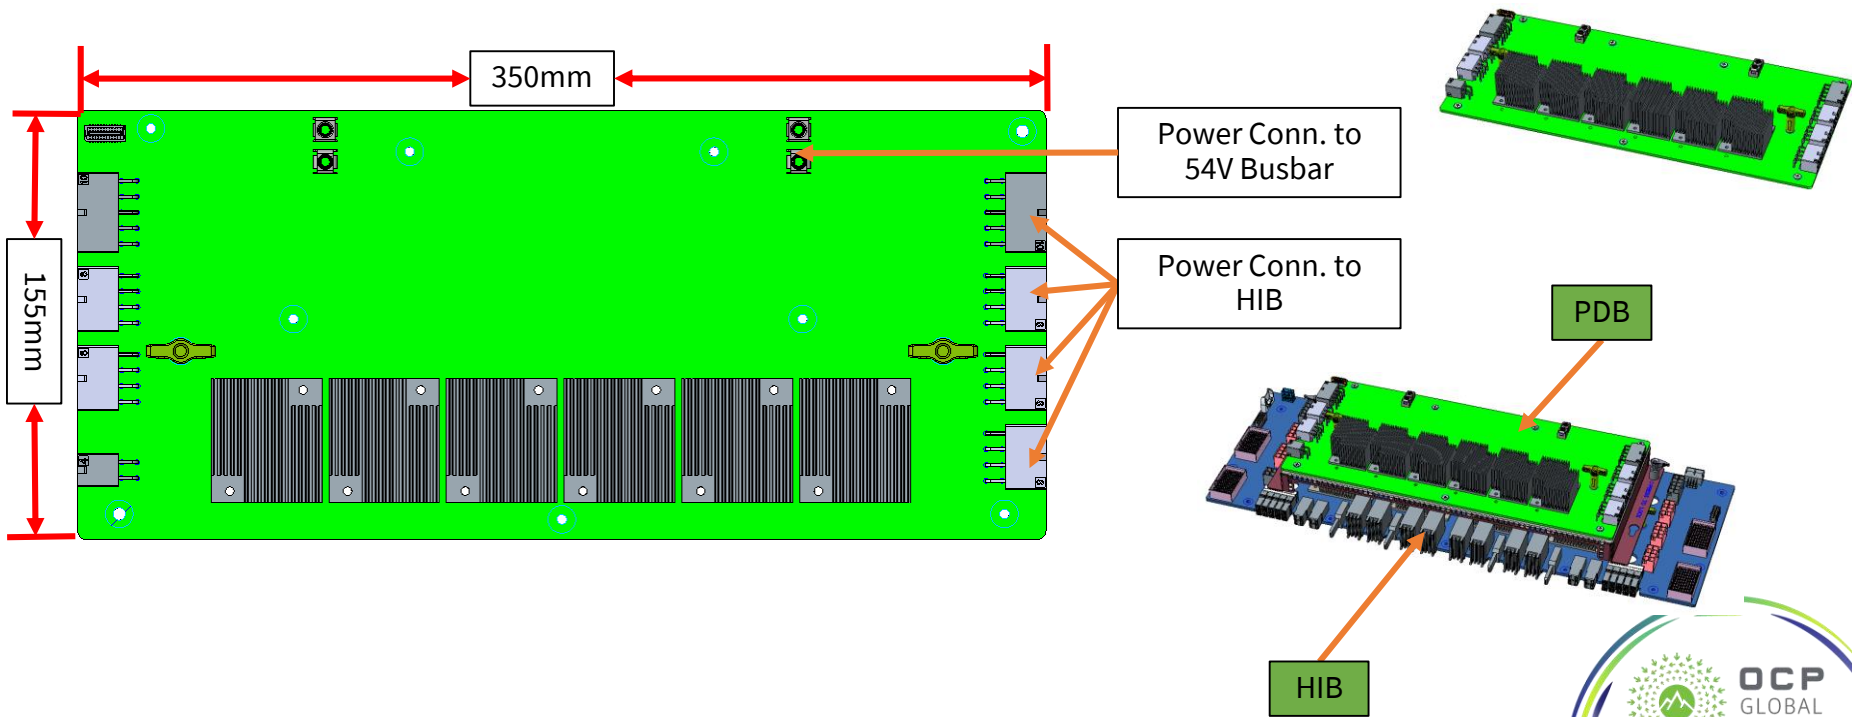 350mm
155mm
Power Conn. to
54V Busbar
Power Conn. to
HIB
PDB
HIB
OCP
GLOBAL